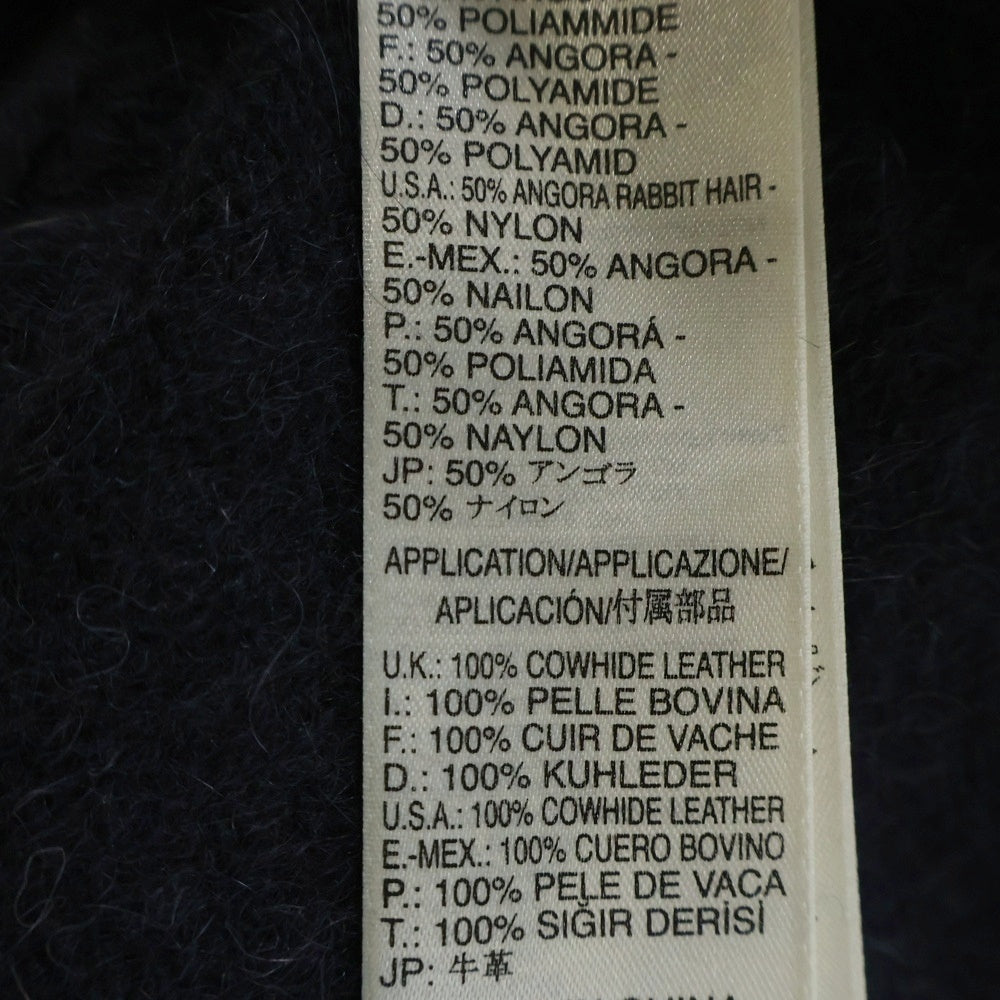 50% POLIAMMIDE
F.: 50% ANGORA -
50% POLYAMIDE
D.: 50% ANGORA -
50% POLYAMID
U.S.A.: 50% ANGORA RABBIT HAIR -
50% NYLON
E.-MEX.: 50% ANGORA -
50% NAILON
P.: 50% ANGORÁ -
50% POLIAMIDA
T.: 50% ANGORA -
50% NAYLON
JP: 50% アンゴラ
50% ナイロン
APPLICATION/APPLICAZIONE/
APLICACIÓN/付属部品
U.K.: 100% COWHIDE LEATHER
I.: 100% PELLE BOVINA
F.: 100% CUIR DE VACHE
D.: 100% KUHLEDER
U.S.A.: 100% COWHIDE LEATHER
E.-MEX.: 100% CUERO BOVINO
P.: 100% PELE DE VACA
T.: 100% SIĞIR DERİSİ
JP: 牛革